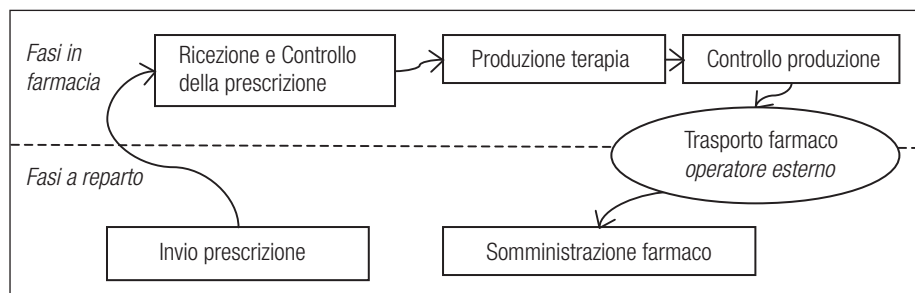 Fasi in
farmacia
Ricezione e Controllo
della prescrizione
Produzione terapia
Controllo produzione
Trasporto farmaco
operatore esterno
Fasi a reparto
Invio prescrizione
Somministrazione farmaco